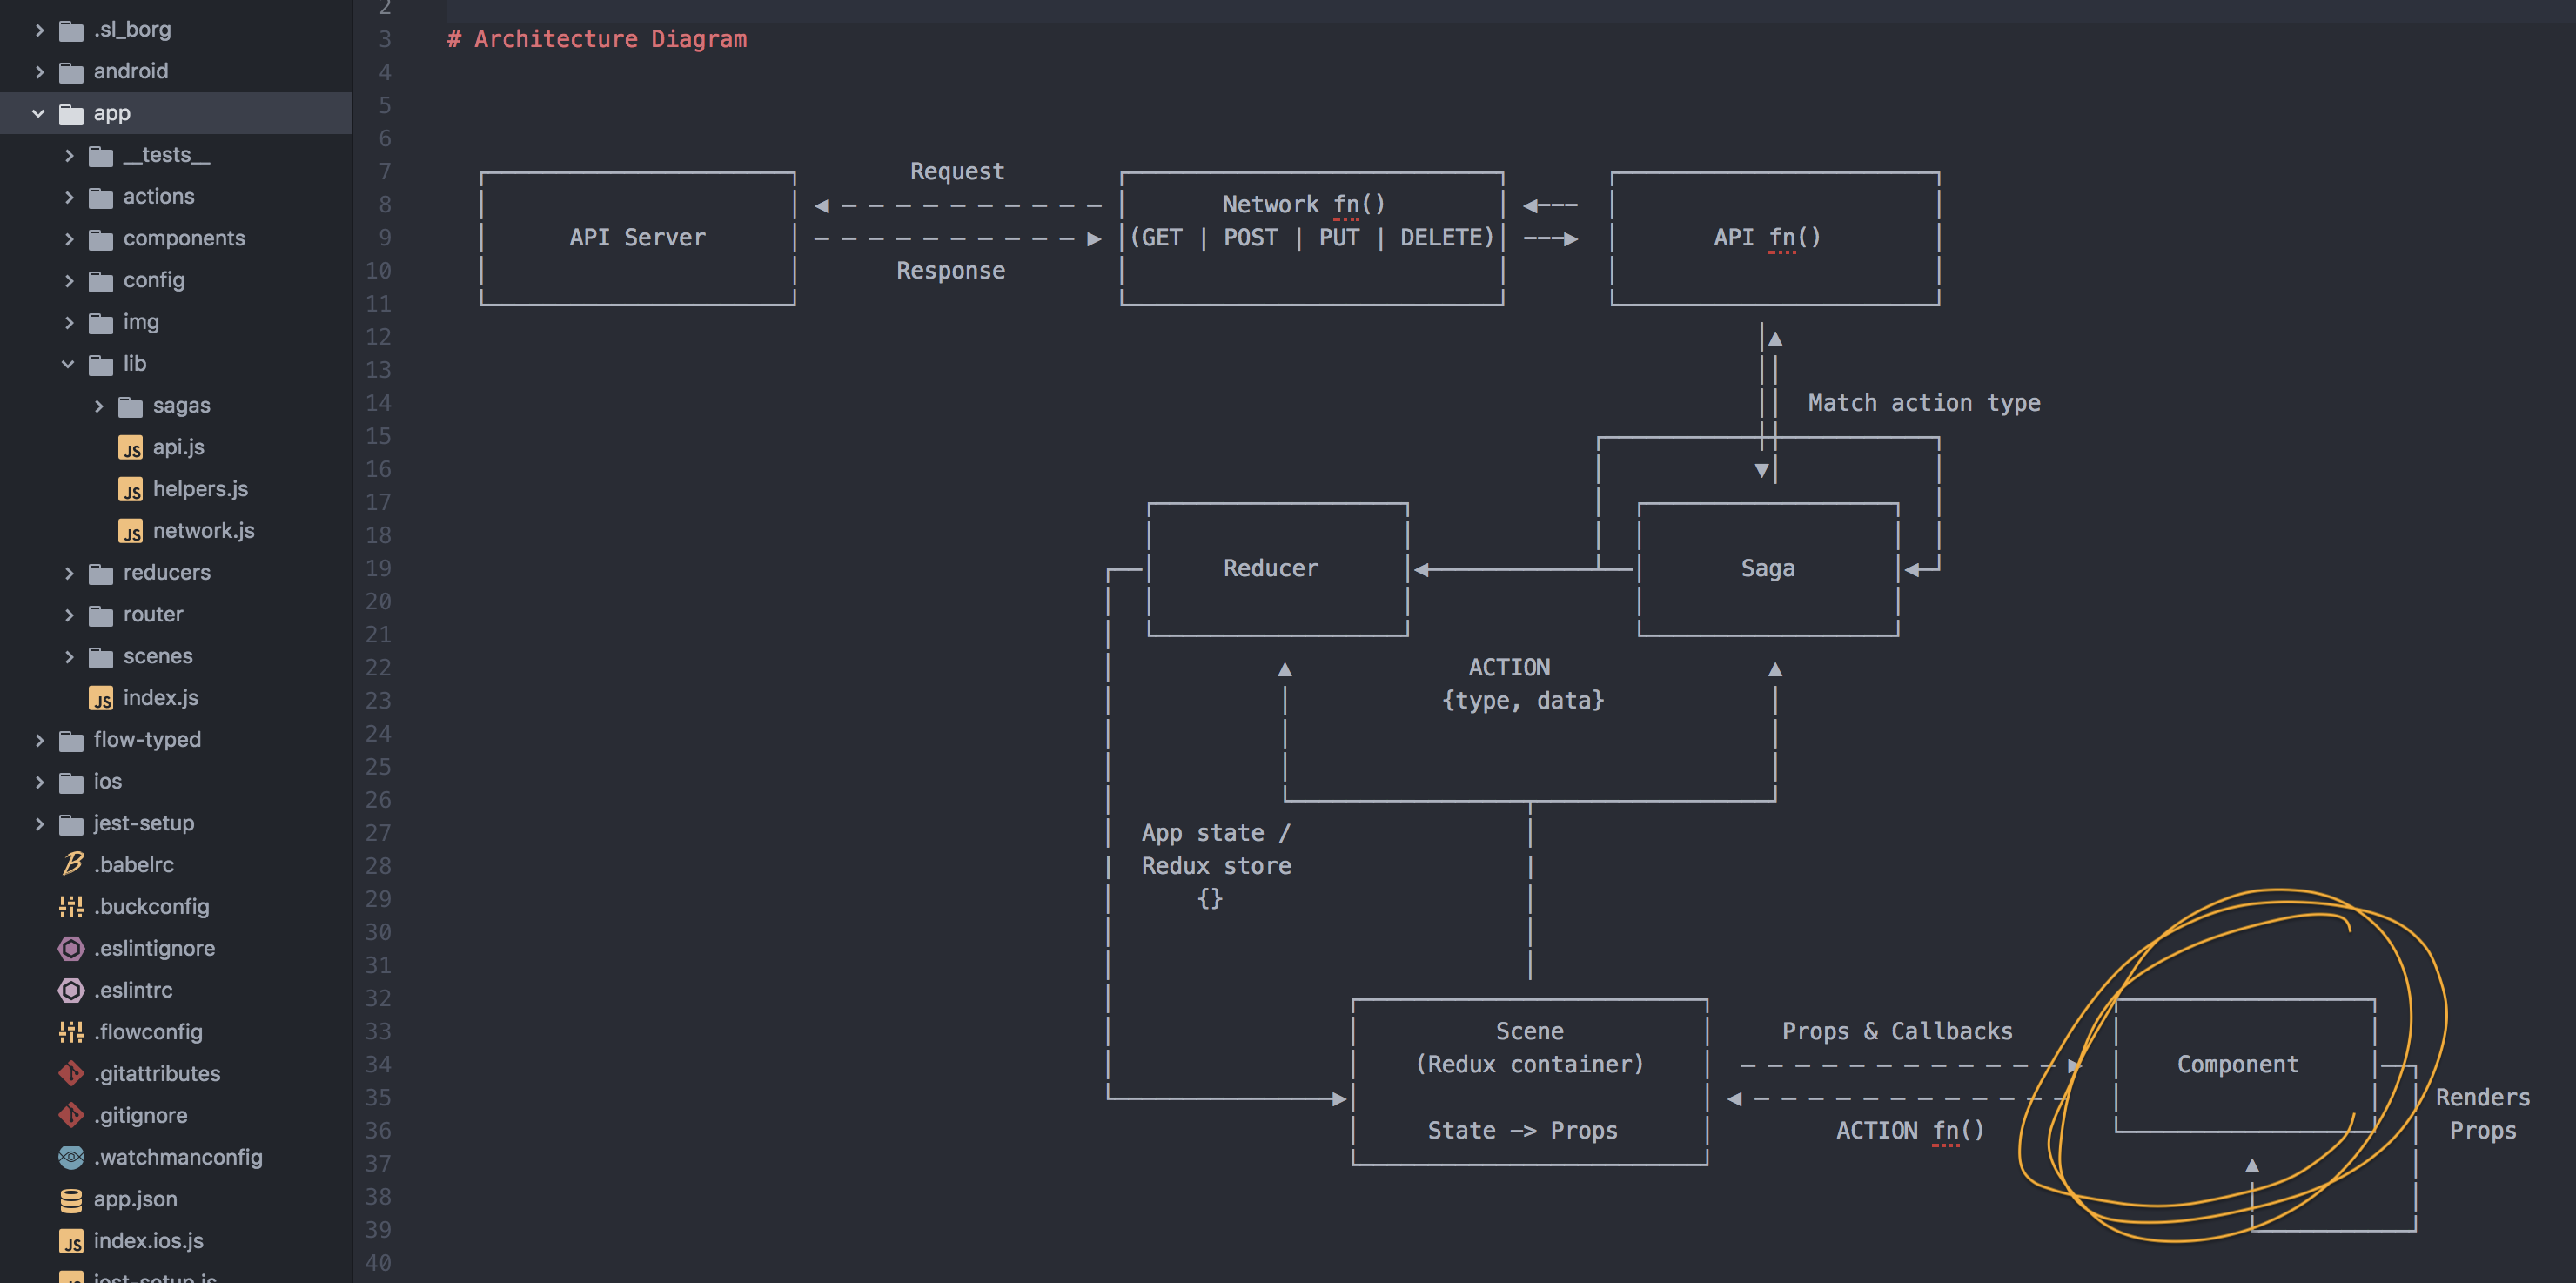 .sl_borg
android
app
__tests__
actions
components
config
img
lib
sagas
api.js
helpers.js
network.js
reducers
router
scenes
index.js
flow-typed
ios
jest-setup
.babelrc
.buckconfig
.eslintignore
.eslintrc
.flowconfig
.gitattributes
.gitignore
.watchmanconfig
app.json
index.ios.js
jest-setup.js
2
3 # Architecture Diagram
4
5
6
7 Request
8 Network fn()
9 API Server (GET | POST | PUT | DELETE) API fn()
10 Response
11
12
13
14 Match action type
15
16
17
18
19 Reducer Saga
20
21
22 ACTION
23 {type, data}
24
25
26
27 App state /
28 Redux store
29 {}
30
31
32
33 Scene Props & Callbacks
34 (Redux container) Component
35 Renders
36 State —> Props ACTION fn() Props
37
38
39
40